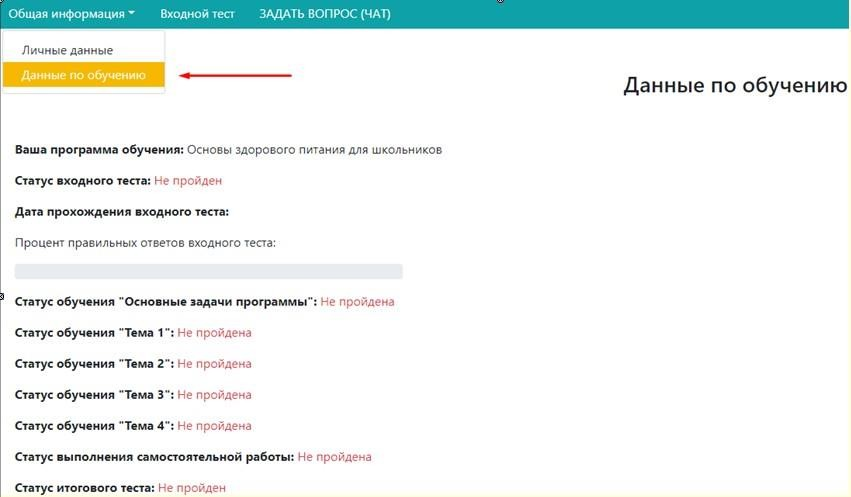 Общая информация Входной тест ЗАДАТЬ ВОПРОС (ЧАТ)
Личные данные
Данные по обучению
Данные по обучению
Ваша программа обучения: Основы здорового питания для школьников
Статус входного теста: Не пройден
Дата прохождения входного теста:
Процент правильных ответов входного теста:
Статус обучения "Основные задачи программы": Не пройдена
Статус обучения "Тема 1": Не пройдена
Статус обучения "Тема 2": Не пройдена
Статус обучения "Тема 3": Не пройдена
Статус обучения "Тема 4": Не пройдена
Статус выполнения самостоятельной работы: Не пройдена
Статус итогового теста: Не пройден